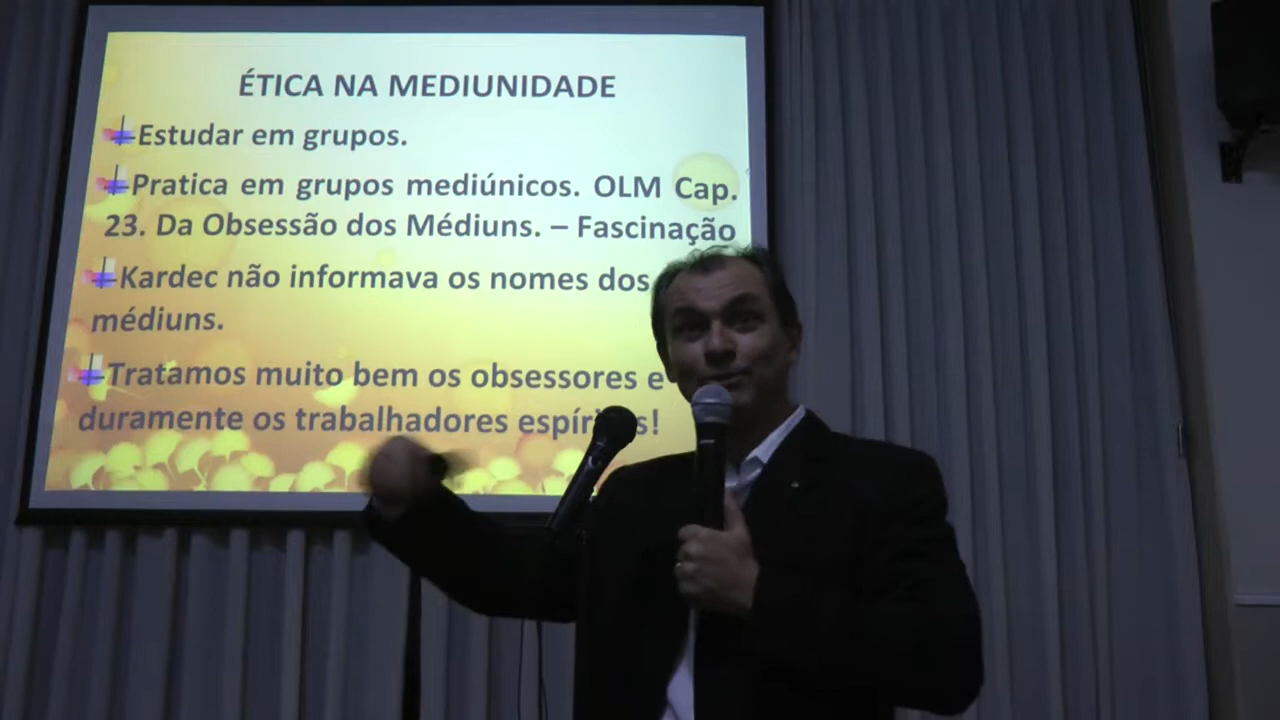 ÉTICA NA MEDIUNIDADE
Estudar em grupos.
Pratica em grupos mediúnicos. OLM Cap.
23. Da Obsessão dos Médiuns. – Fascinação
Kardec não informava os nomes dos
médiuns.
Tratamos muito bem os obsessores e
duramente os trabalhadores